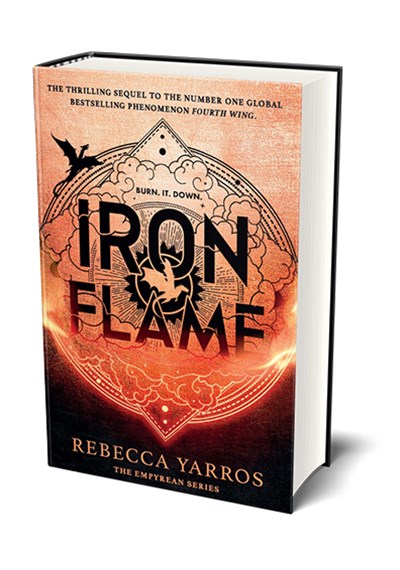 THE THRILLING SEQUEL TO THE NUMBER ONE GLOBAL
BESTSELLING PHENOMENON FOURTH WING.
BURN. IT. DOWN.
IRON
FLAME
REBECCA YARROS
THE EMPYREAN SERIES